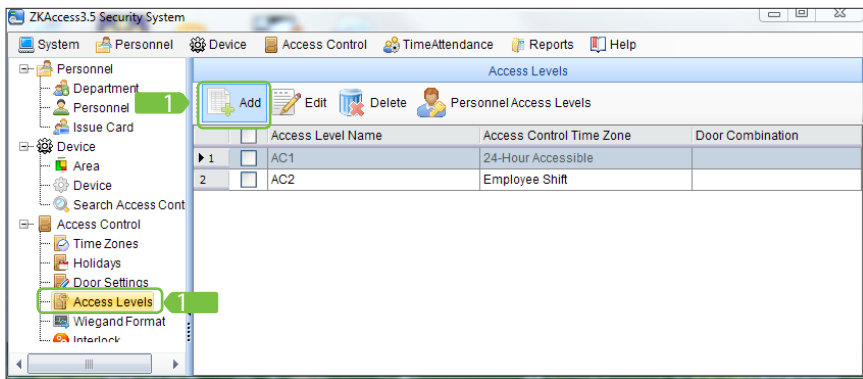 ZKAccess3.5 Security System
System Personnel Device Access Control TimeAttendance Reports Help
Personnel
Department
Personnel
Issue Card
Device
Area
Device
Search Access Cont
Access Control
Time Zones
Holidays
Door Settings
Access Levels
Wiegand Format
Interlock
1
1
Access Levels
Add Edit Delete Personnel Access Levels
Access Level Name Access Control Time Zone Door Combination
1 AC1 24-Hour Accessible
2 AC2 Employee Shift